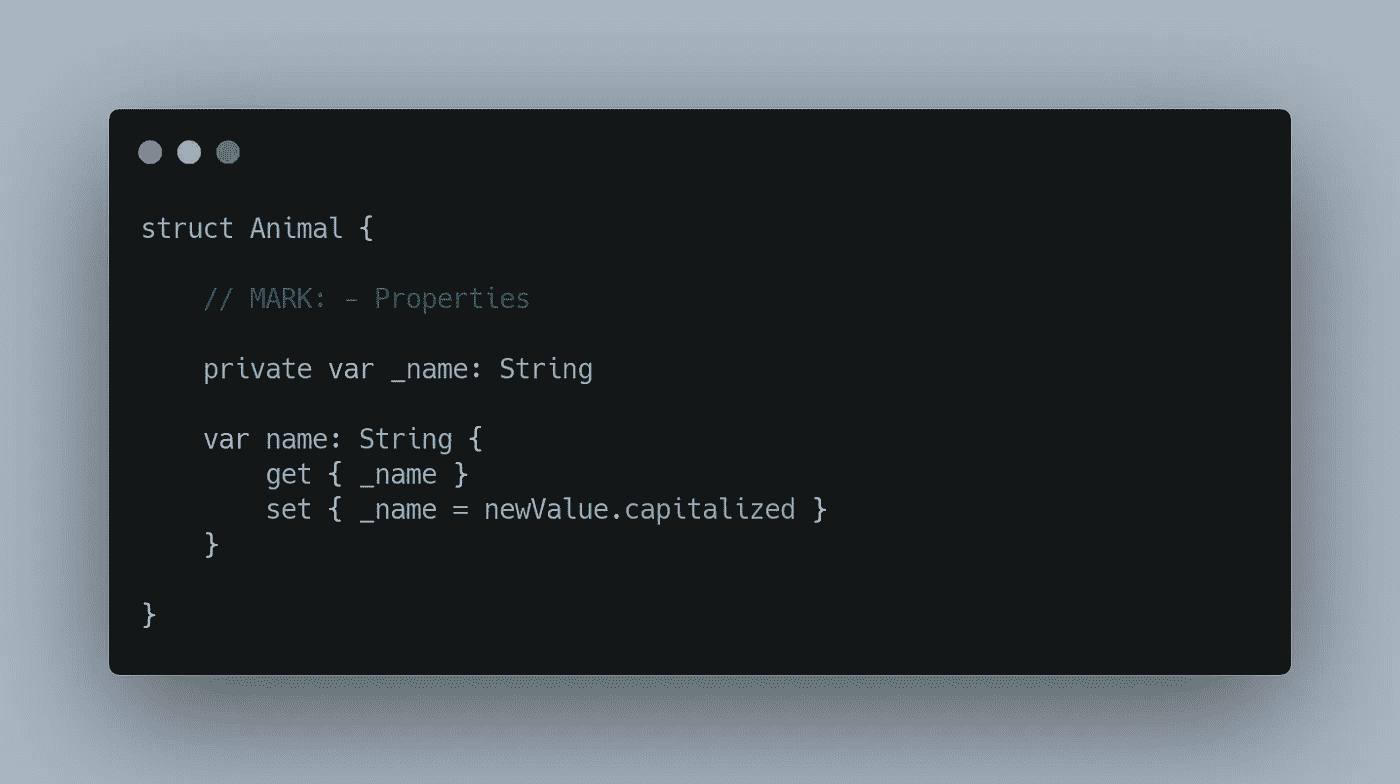 struct Animal {
// MARK: - Properties
private var _name: String
var name: String {
get { _name }
set { _name = newValue.capitalized }
}
}